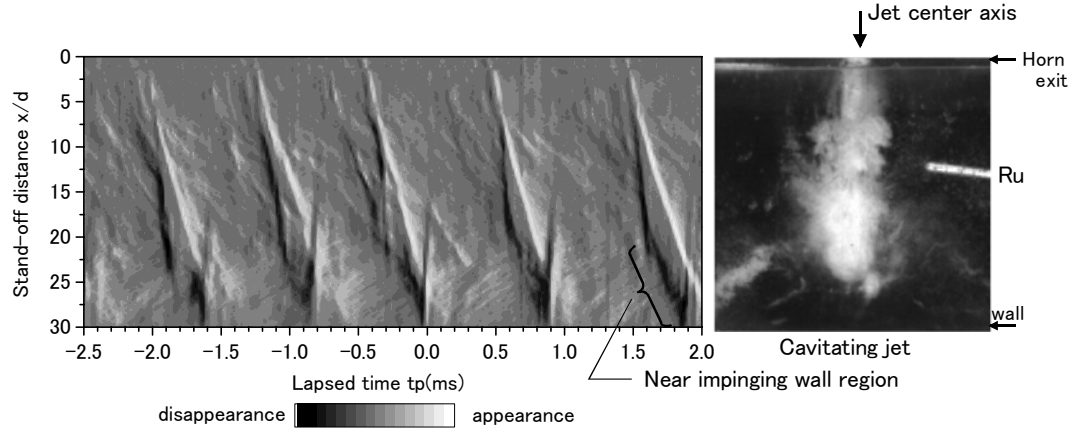 Jet center axis
0
5
10
15
20
25
30
Stand-off distance x/d
-2.5 -2.0 -1.5 -1.0 -0.5 0.0 0.5 1.0 1.5 2.0
Lapsed time tp(ms)
disappearance appearance
Near impinging wall region
Horn
exit
Ru
wall
Cavitating jet